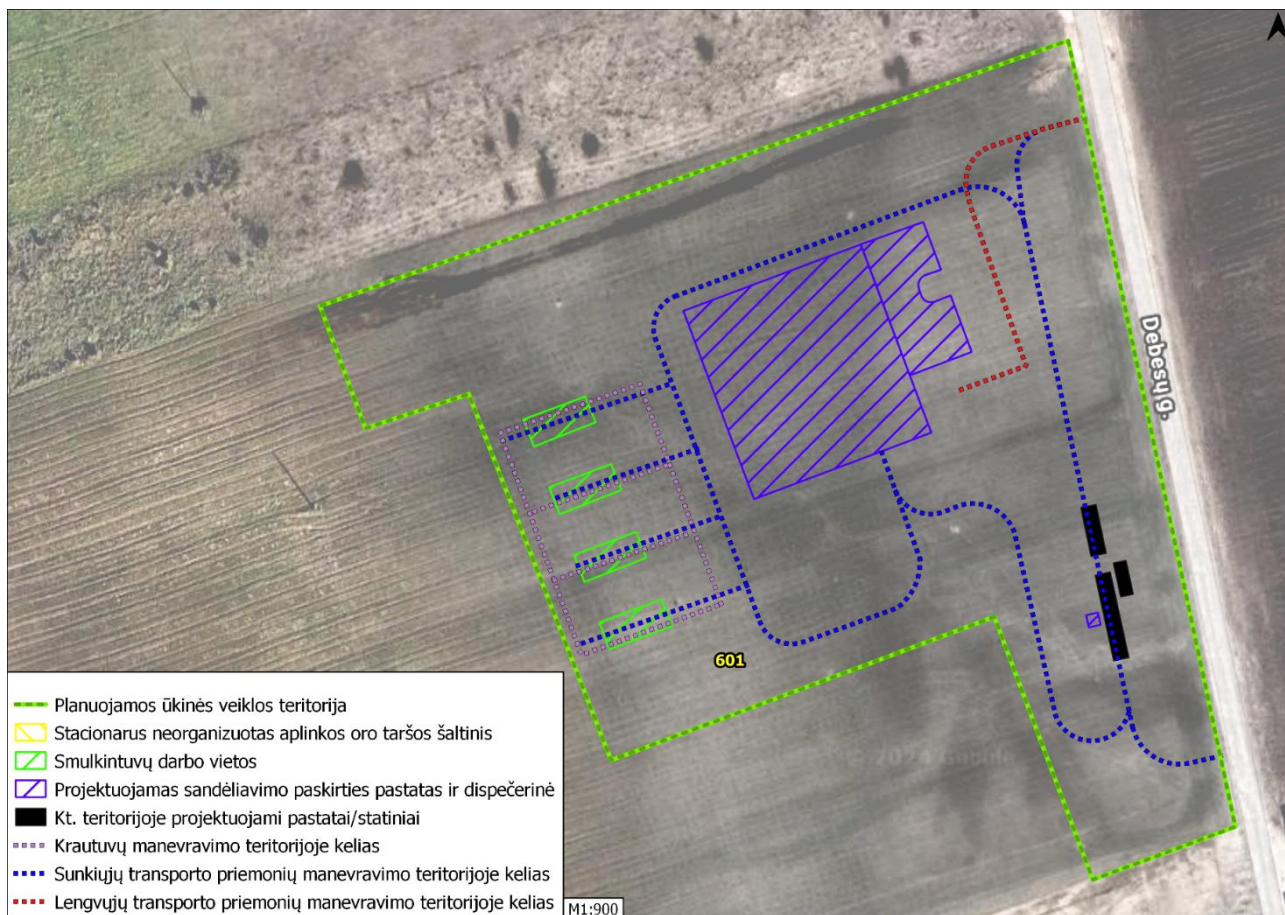 Debesų g.
601
Planuojamos ūkinės veiklos teritorija
Stacionarus neorganizuotas aplinkos oro taršos šaltinis
Smulkintuvų darbo vietos
Projektuojamas sandėliavimo paskirties pastatas ir dispečerinė
Kt. teritorijoje projektuojami pastatai/statiniai
Krautuvų manevravimo teritorijoje kelias
Sunkiųjų transporto priemonių manevravimo teritorijoje kelias
Lengvųjų transporto priemonių manevravimo teritorijoje kelias
M1:900